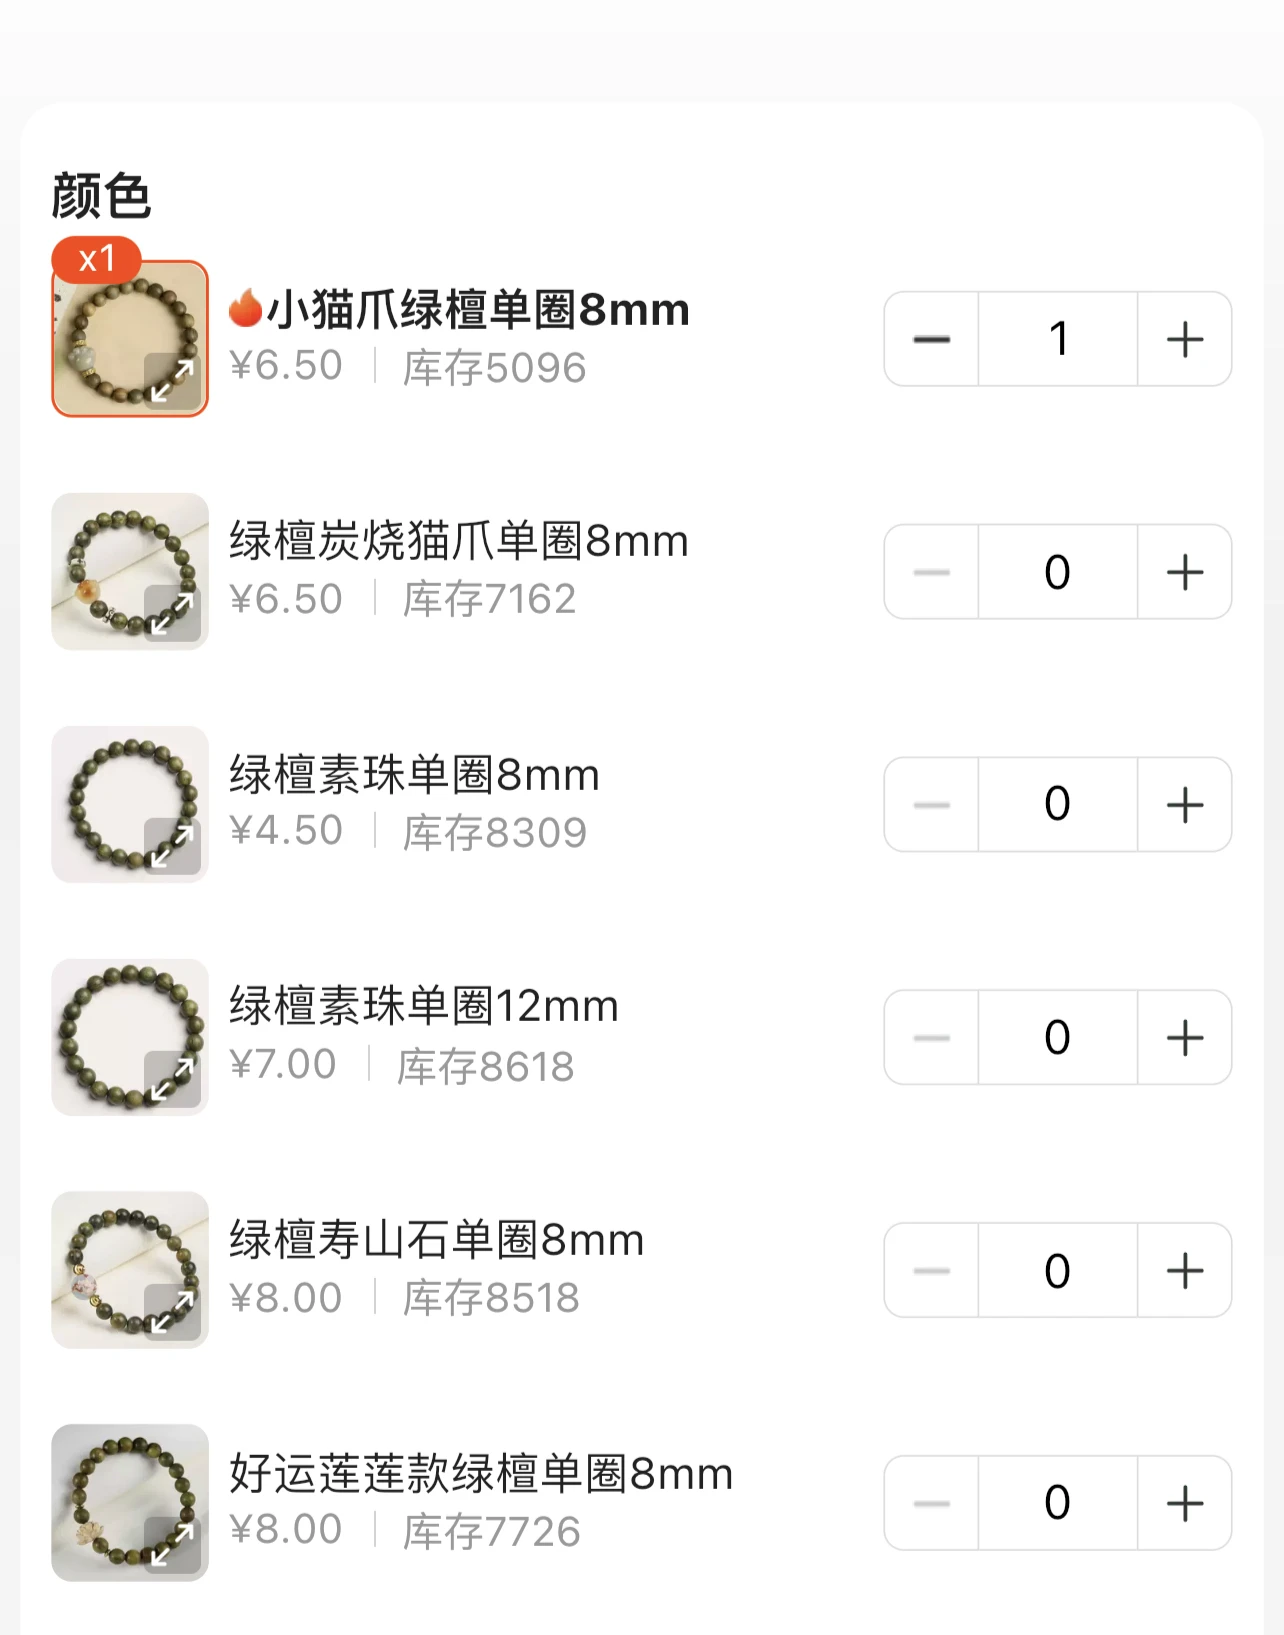 颜色
x1
🔥小猫爪绿檀单圈8mm
¥6.50 库存5096
1
绿檀炭烧猫爪单圈8mm
¥6.50 库存7162
0
绿檀素珠单圈8mm
¥4.50 库存8309
0
绿檀素珠单圈12mm
¥7.00 库存8618
0
绿檀寿山石单圈8mm
¥8.00 库存8518
0
好运莲莲款绿檀单圈8mm
¥8.00 库存7726
0